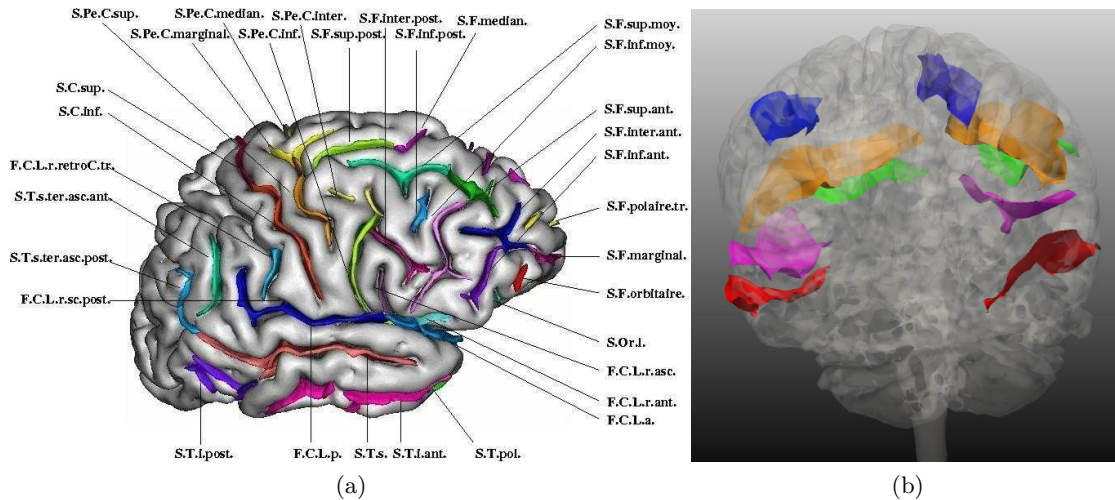 S.Pe.C.sup.
S.Pe.C.median.
S.Pe.C.inter.
S.F.inter.post.
S.F.median.
S.Pe.C.marginal.
S.Pe.C.inf.
S.F.sup.post.
S.F.inf.post.
S.F.sup.moy.
S.F.inf.moy.
S.C.sup.
S.C.inf.
F.C.L.r.retroC.tr.
S.T.s.ter.asc.ant.
S.T.s.ter.asc.post.
F.C.L.r.sc.post.
S.F.sup.ant.
S.F.inter.ant.
S.F.inf.ant.
S.F.polaire.tr.
S.F.marginal.
S.F.orbitaire.
S.Or.l.
F.C.L.r.asc.
F.C.L.r.ant.
F.C.L.a.
S.T.i.post.
F.C.L.p.
S.T.s.
S.T.i.ant.
S.T.pol.
(a)
(b)